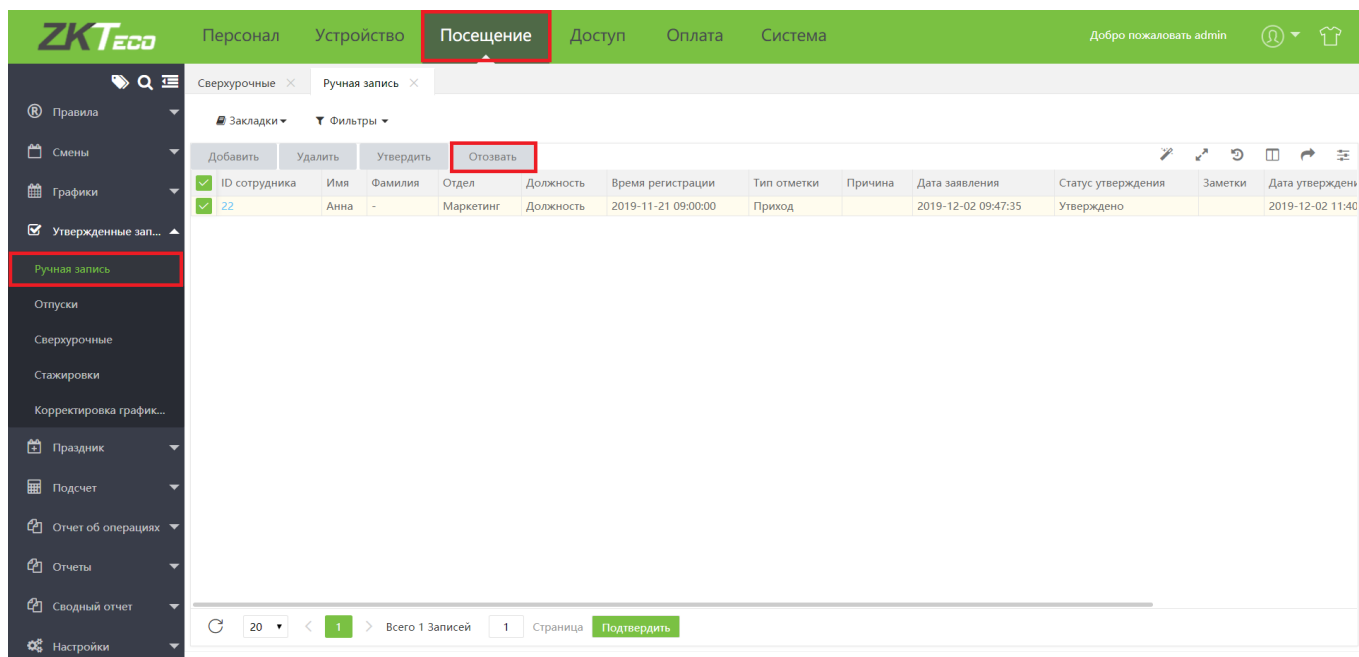 ZKTeco
Персонал Устройство Посещение Доступ Оплата Система Добро пожаловать admin
Сверхурочные Ручная запись
Закладки Фильтры
Добавить Удалить Утвердить Отозвать
ID сотрудника Имя Фамилия Отдел Должность Время регистрации Тип отметки Причина Дата заявления Статус утверждения Заметки Дата утвержден
22 Анна - Маркетинг Должность 2019-11-21 09:00:00 Приход 2019-12-02 09:47:35 Утверждено 2019-12-02 11:40
Правила
Смены
Графики
Утвержденные зап...
Ручная запись
Отпуски
Сверхурочные
Стажировки
Корректировка график...
Праздник
Подсчет
Отчет об операциях
Отчеты
Сводный отчет
Настройки
20 < 1 > Всего 1 Записей 1 Страница Подтвердить